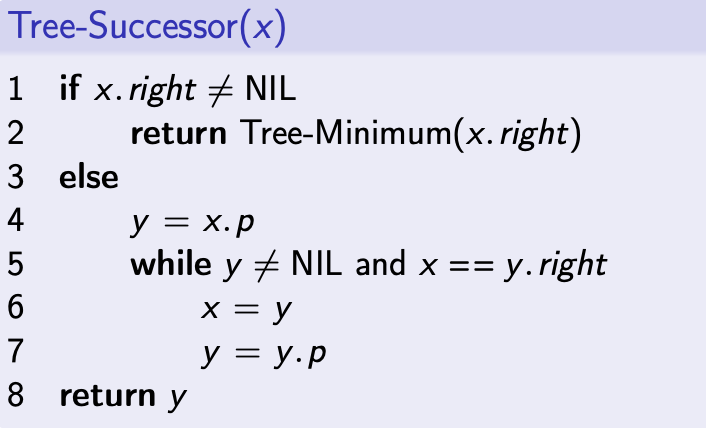 Tree-Successor(x)
1 if x.right ≠ NIL
2 return Tree-Minimum(x.right)
3 else
4 y = x.p
5 while y ≠ NIL and x == y.right
6 x = y
7 y = y.p
8 return y